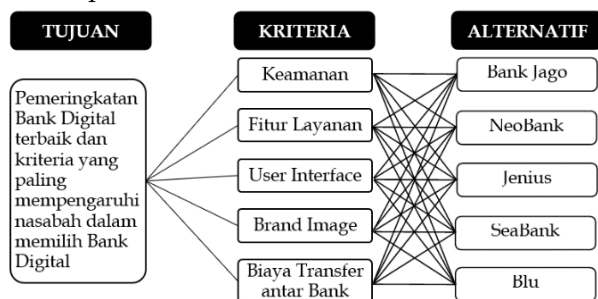 TUJUAN
KRITERIA
ALTERNATIF
Pemeringkatan
Bank Digital
terbaik dan
kriteria yang
paling
mempengaruhi
nasabah dalam
memilih Bank
Digital
Keamanan
Fitur Layanan
User Interface
Brand Image
Biaya Transfer
antar Bank
Bank Jago
NeoBank
Jenius
SeaBank
Blu